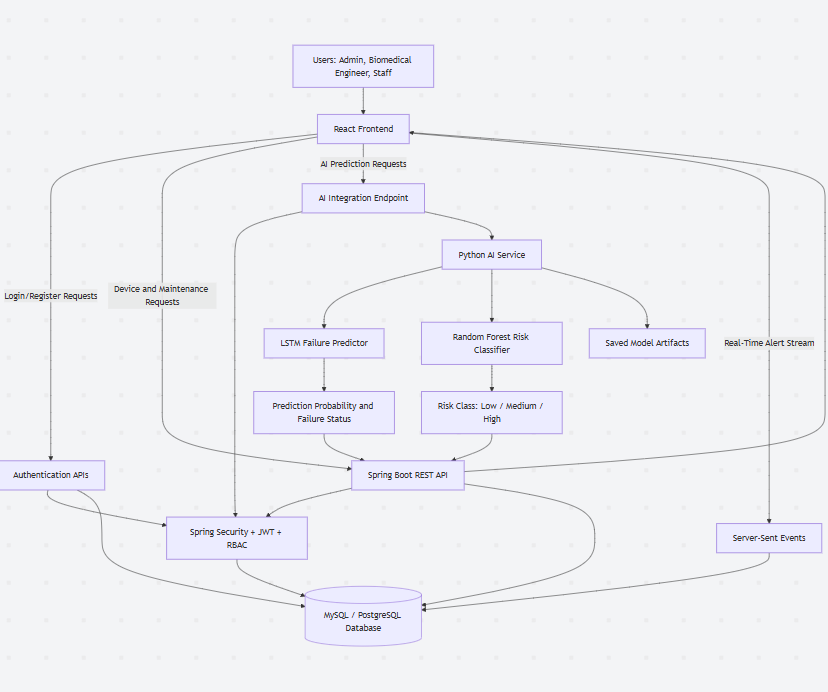 Users: Admin, Biomedical
Engineer, Staff
React Frontend
AI Prediction Requests
AI Integration Endpoint
Python AI Service
Login/Register Requests
Device and Maintenance
Requests
LSTM Failure Predictor
Random Forest Risk
Classifier
Saved Model Artifacts
Real-Time Alert Stream
Prediction Probability and
Failure Status
Risk Class: Low / Medium /
High
Authentication APIs
Spring Boot REST API
Spring Security + JWT +
RBAC
Server-Sent Events
MySQL / PostgreSQL
Database